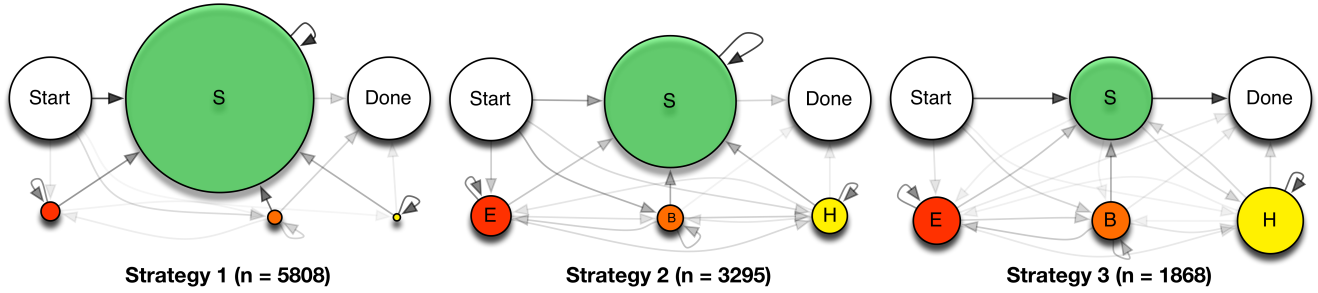 Start
S
Done
Strategy 1 (n = 5808)
Start
S
Done
E
B
H
Strategy 2 (n = 3295)
Start
S
Done
E
B
H
Strategy 3 (n = 1868)